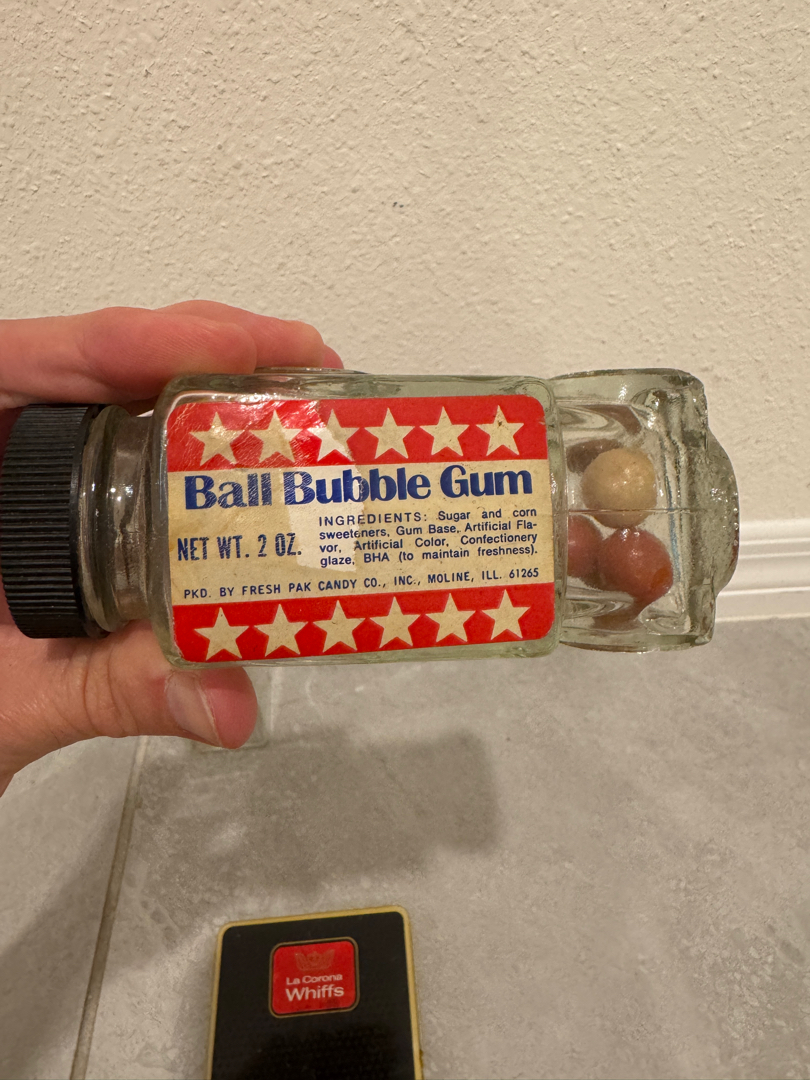 Ball Bubble Gum
NET WT. 2 OZ.
INGREDIENTS: Sugar and corn
sweeteners, Gum Base, Artificial Fla-
vor, Artificial Color, Confectionery
glaze, BHA (to maintain freshness).
PKD. BY FRESH PAK CANDY CO., INC., MOLINE, ILL. 61265
La Corona
Whiffs